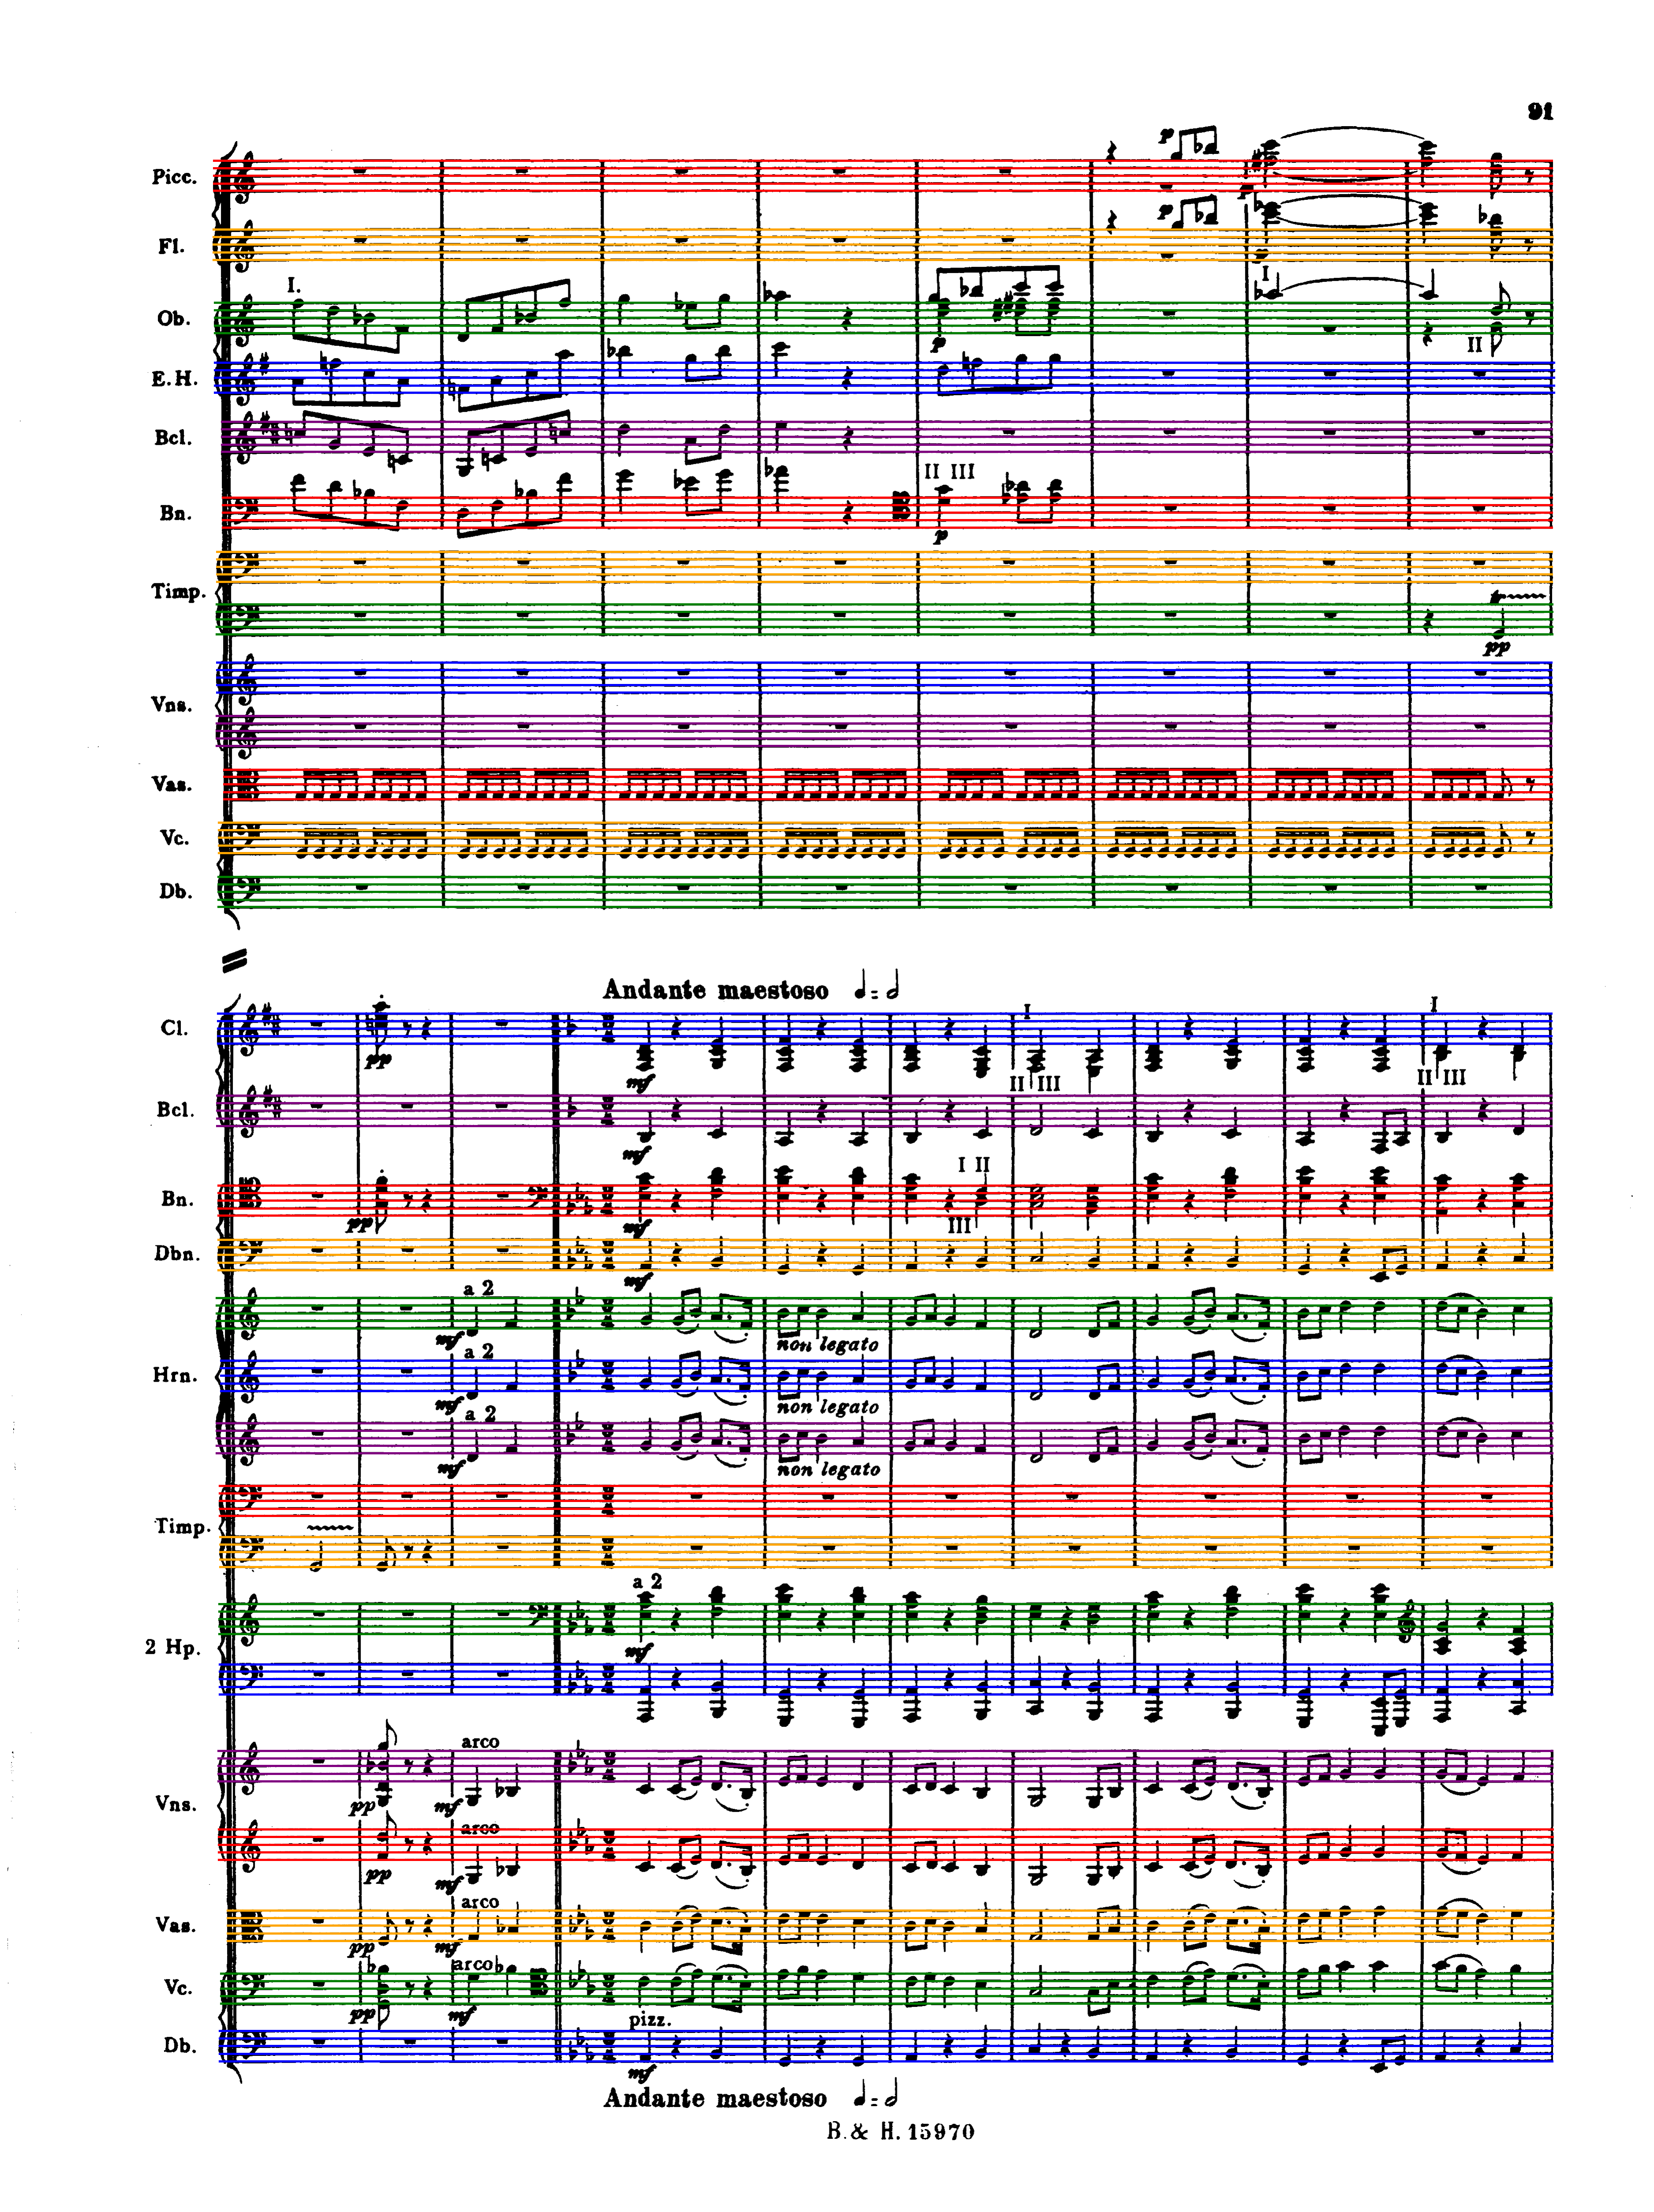 91
Picc.
p
Fl.
p
I.
I
Ob.
p
II
E. H.
Bcl.
II III
Bn.
p
Timp.
tr
pp
Vns.
Vas.
Vc.
Db.
Andante maestoso
I
I
Cl.
pp
mf
II III
II III
Bcl.
mf
I II
Bn.
pp
mf
III
Dbn.
mf
a 2
mf
non legato
a 2
Hrn.
mf
non legato
a 2
mf
non legato
Timp.
a 2
mf
2 Hp.
arco
Vns.
pp
mf
arco
pp
mf
arco
Vas.
pp
mf
arco
Vc.
pp
mf
pizz.
Db.
mf
Andante maestoso
B. & H. 15970